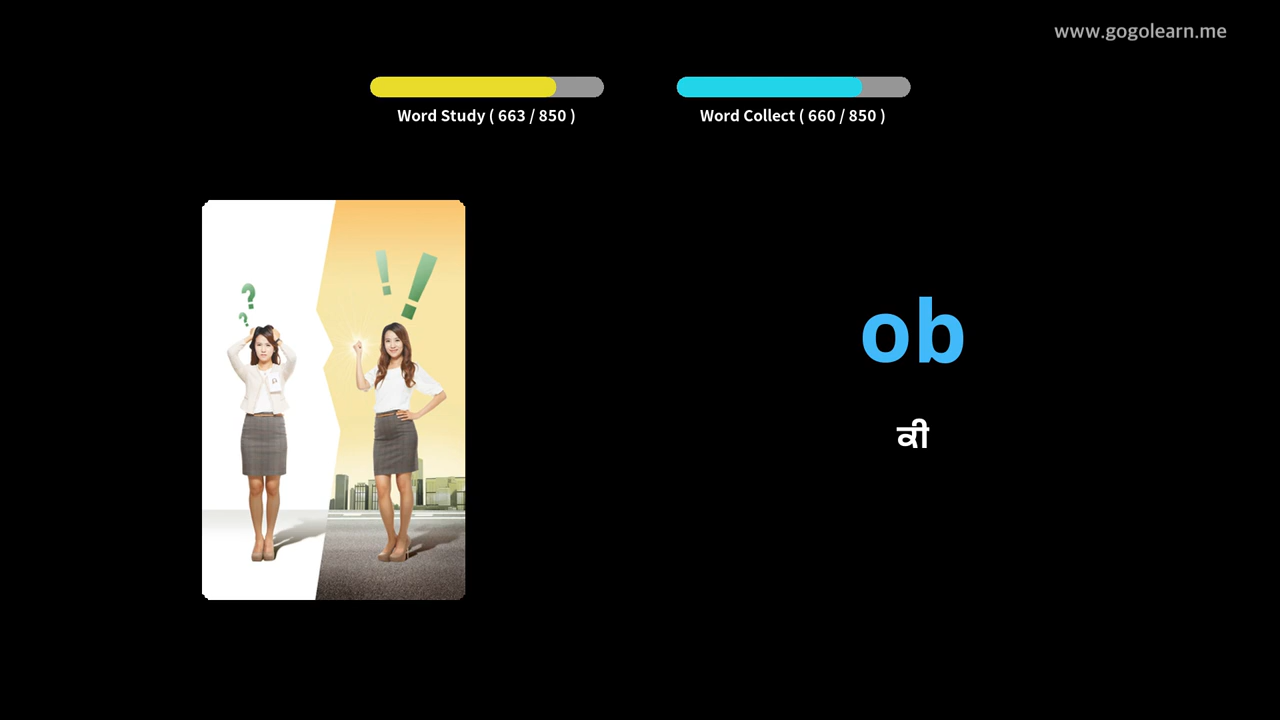 www.gogolearn.me
Word Study ( 663 / 850 )
Word Collect ( 660 / 850 )
? ?
! !
ob
ਕੀ